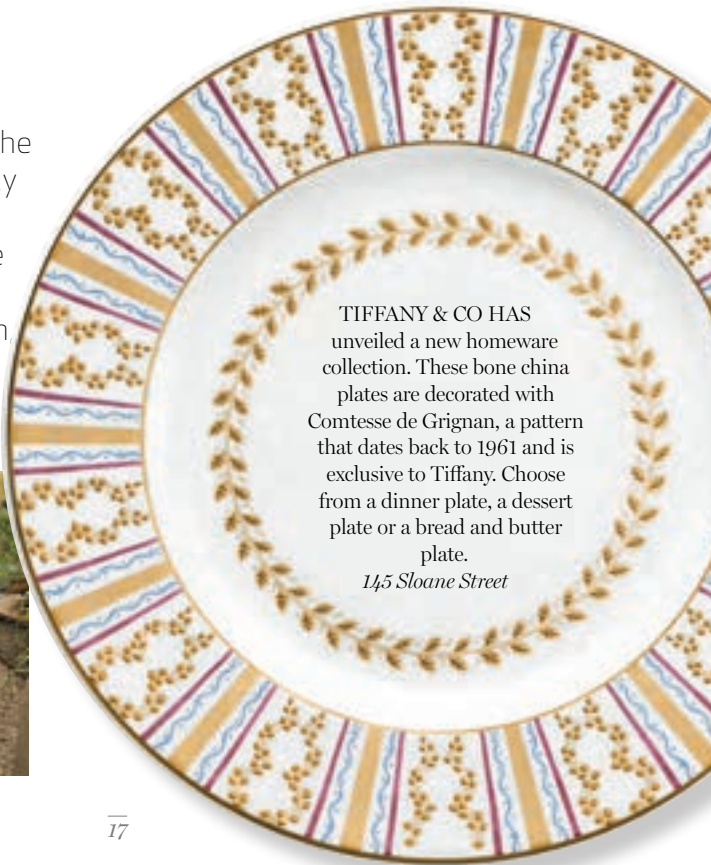 he
y
e
n
TIFFANY & CO HAS
unveiled a new homeware
collection. These bone china
plates are decorated with
Comtesse de Grignan, a pattern
that dates back to 1961 and is
exclusive to Tiffany. Choose
from a dinner plate, a dessert
plate or a bread and butter
plate.
145 Sloane Street
17